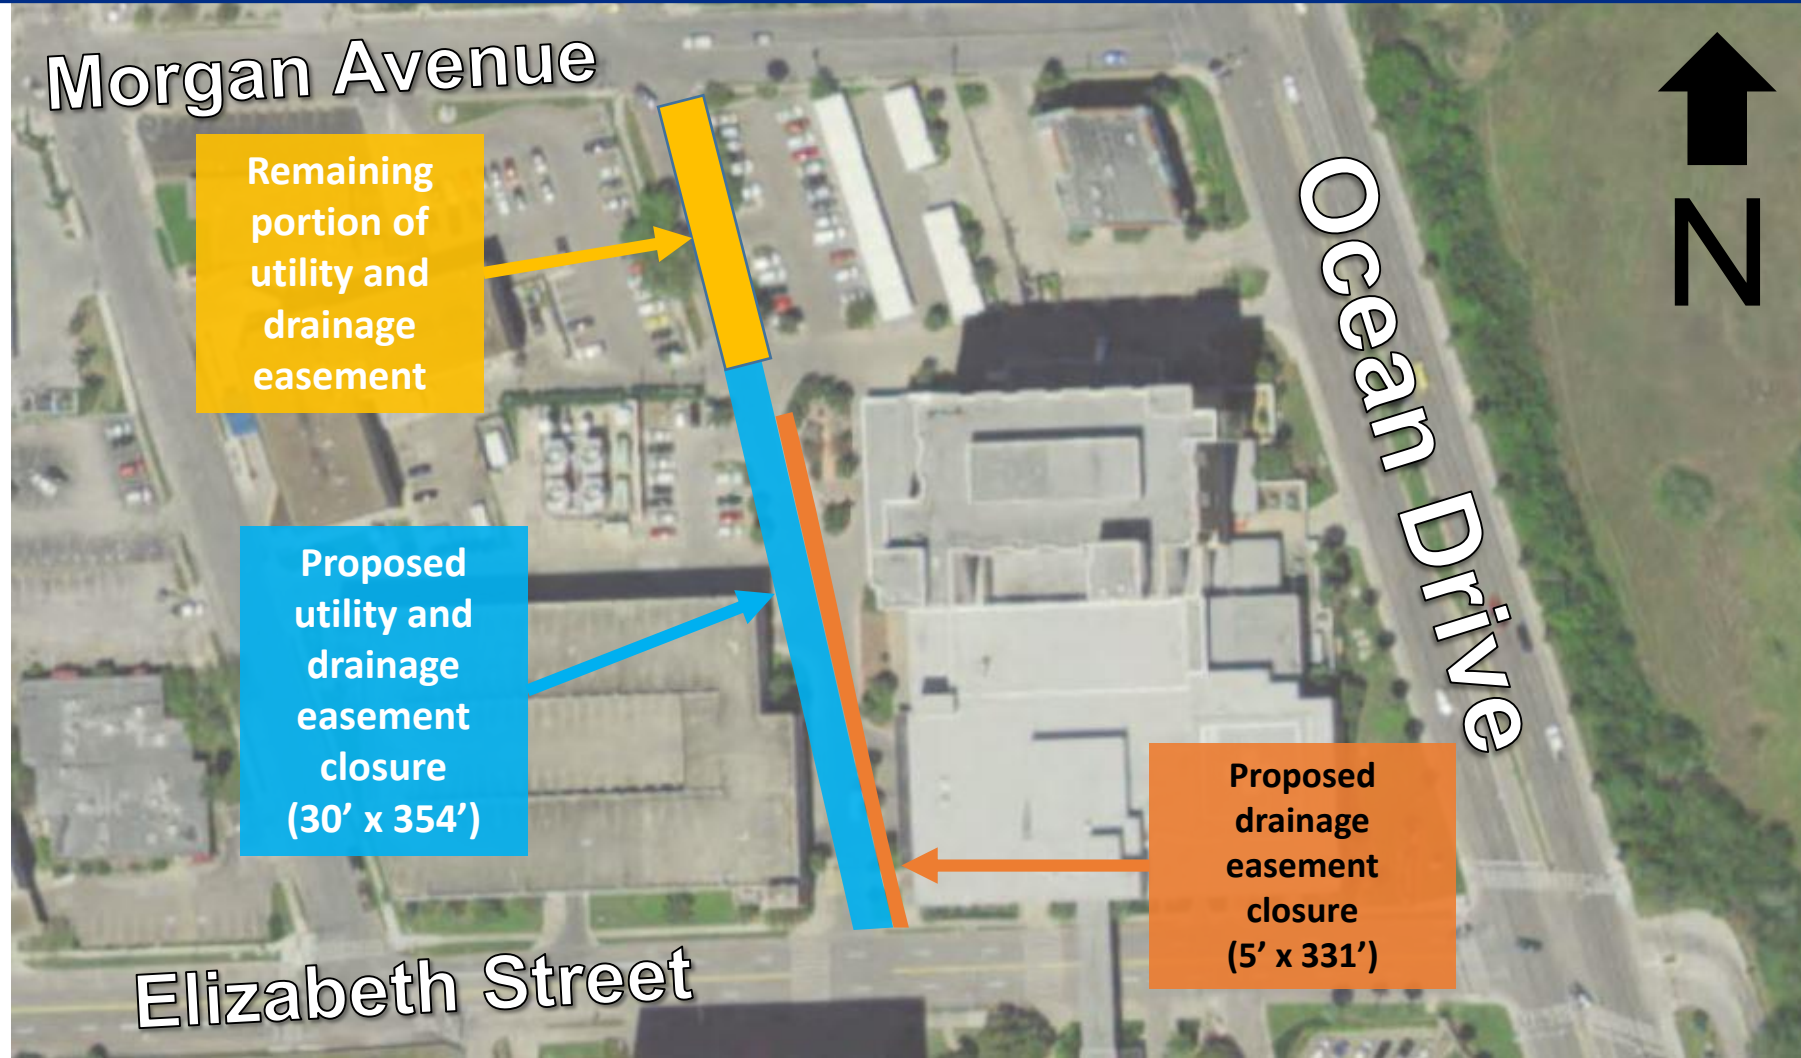 Morgan Avenue
Remaining
portion of
utility and
drainage
easement
N
Ocean Drive
Proposed
utility and
drainage
easement
closure
(30’ x 354’)
Proposed
drainage
easement
closure
(5’ x 331’)
Elizabeth Street